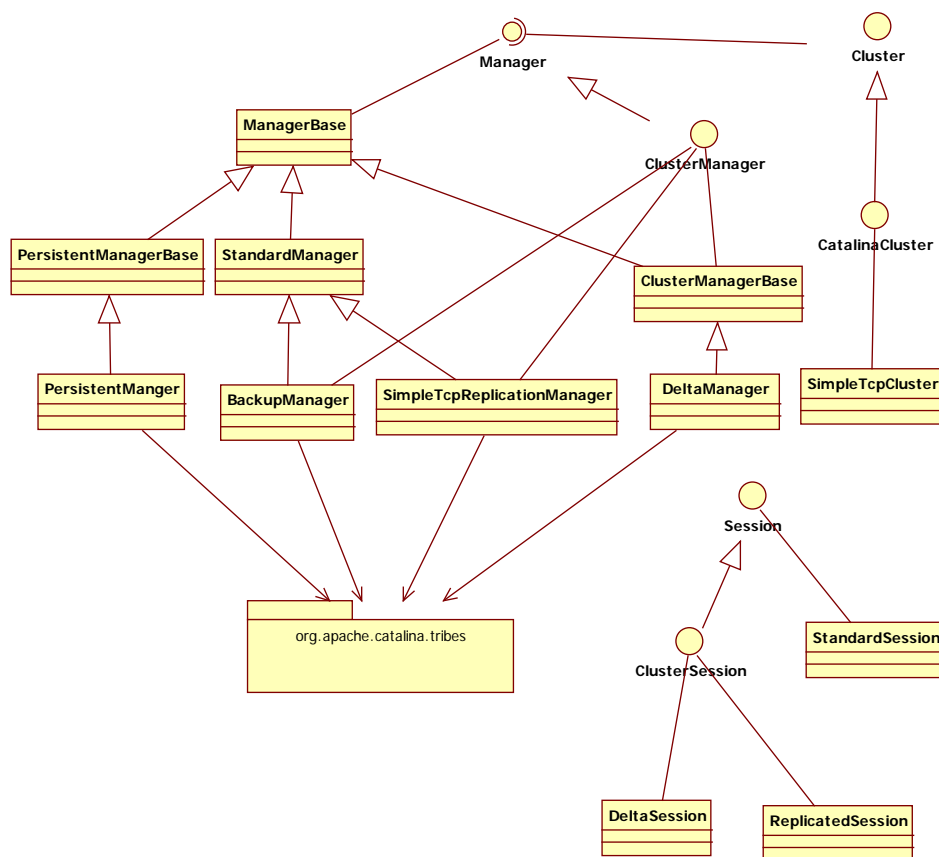 Cluster
Manager
ManagerBase
ClusterManager
CatalinaCluster
PersistentManagerBase
StandardManager
ClusterManagerBase
PersistentManger
BackupManager
SimpleTcpReplicationManager
DeltaManager
SimpleTcpCluster
Session
org.apache.catalina.tribes
StandardSession
ClusterSession
DeltaSession
ReplicatedSession